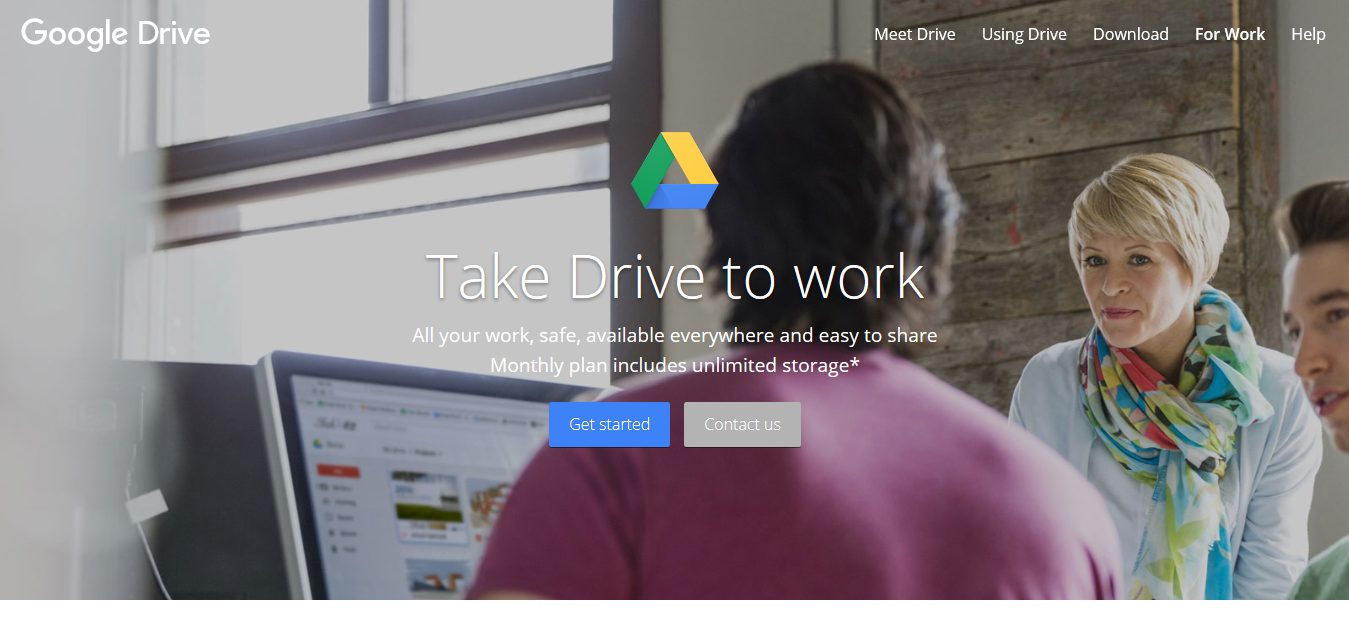 Google Drive
Meet Drive Using Drive Download For Work Help
Take Drive to work
All your work, safe, available everywhere and easy to share
Monthly plan includes unlimited storage*
Get started Contact us